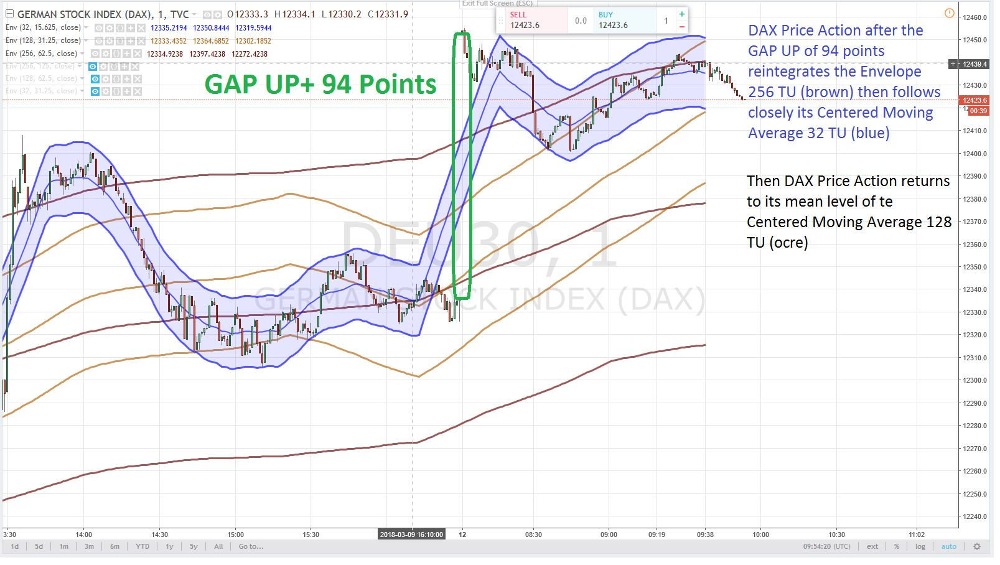 Exit Full Screen (ESC)
GERMAN STOCK INDEX (DAX), 1, TVC O12333.3 H12334.1 L12330.2 C12331.9
Env (32, 15.625, close) 12335.2194 12350.8444 12319.5944
Env (128, 31.25, close) 12333.4352 12364.6852 12302.1852
Env (256, 62.5, close) 12334.9238 12397.4238 12272.4238
Env (256, 125, close)
Env (128, 62.5, close)
Env (32, 31.25, close)
SELL
12423.6
0.0
BUY
12423.6
1
GAP UP+ 94 Points
DAX Price Action after the
GAP UP of 94 points
reintegrates the Envelope
256 TU (brown) then follows
closely its Centered Moving
Average 32 TU (blue)
Then DAX Price Action returns
to its mean level of te
Centered Moving Average 128
TU (ocre)
DEU30, 1
GERMAN STOCK INDEX (DAX)
12460.0
12450.0
12439.4
12430.0
12423.6
00:39
12410.0
12400.0
12390.0
12380.0
12370.0
12360.0
12350.0
12340.0
12330.0
12320.0
12310.0
12300.0
12290.0
12280.0
12270.0
12260.0
12250.0
12240.0
3:30 14:00 14:30 15:00 15:30 2018-03-09 16:10:00 12 08:30 09:00 09:19 09:38 10:00 10:30 11:02
1d 5d 1m 3m 6m YTD 1y 5y All Go to... 09:54:20 (UTC) ext % log auto